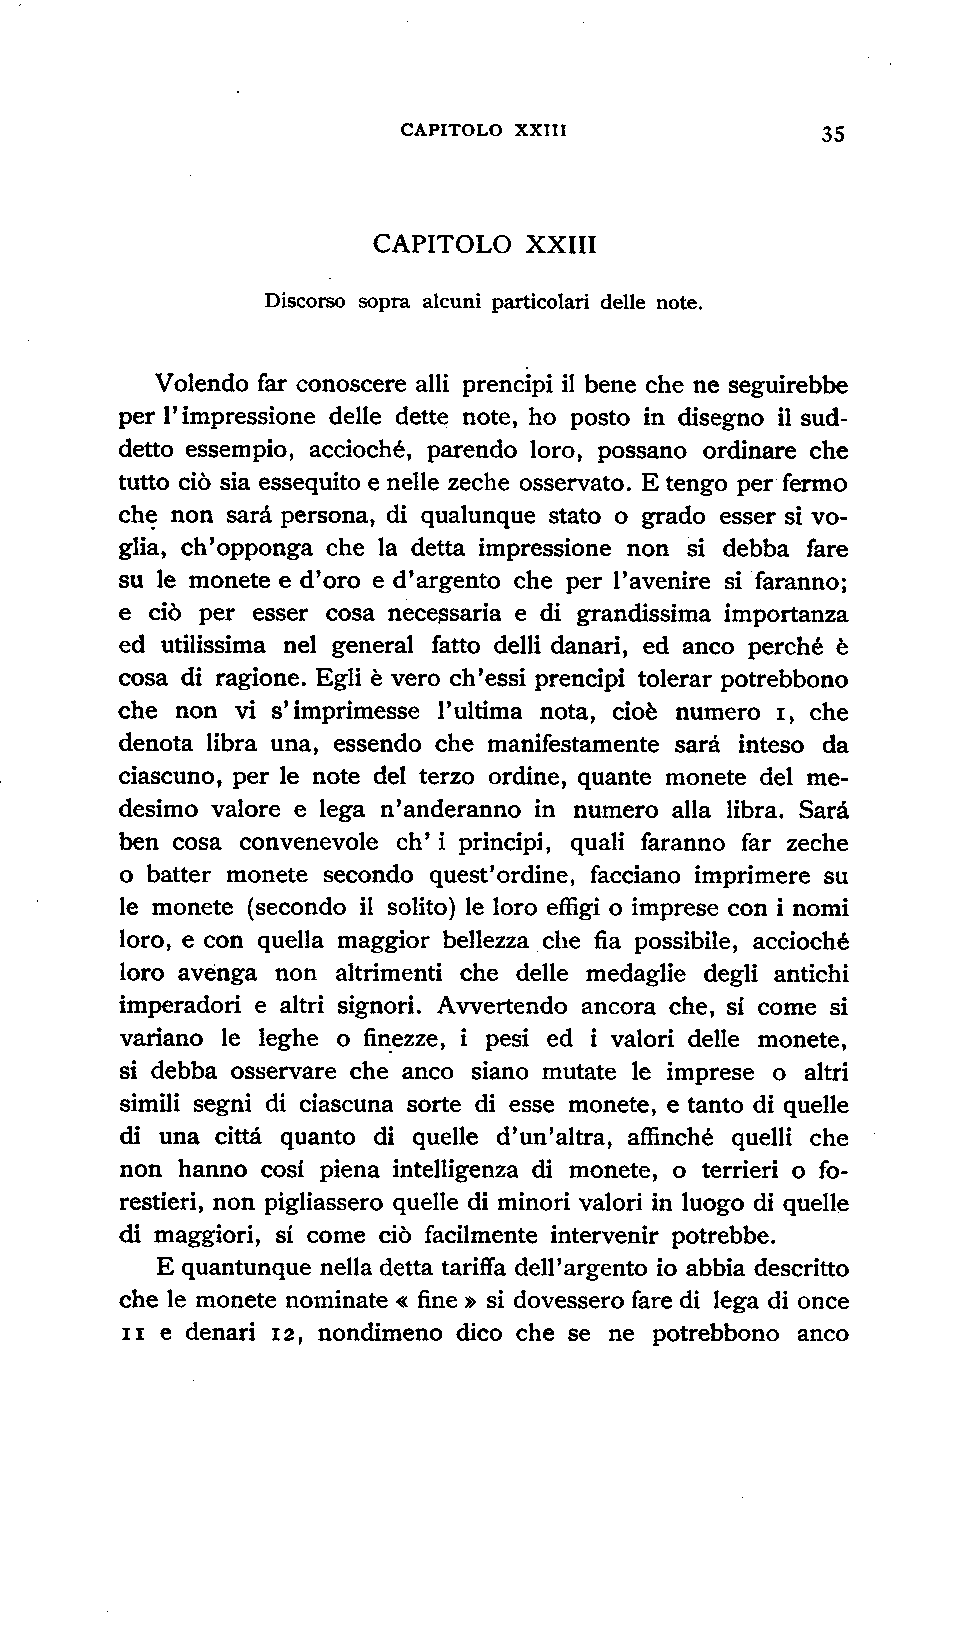 CAPITOLO XXIII 35
CAPITOLO XXIII
Discorso sopra alcuni particolari delle note.
Volendo far conoscere alli prencipi il bene che ne seguirebbe
per l'impressione delle dette note, ho posto in disegno il sud-
detto essempio, accioché, parendo loro, possano ordinare che
tutto ciò sia essequito e nelle zeche osservato. E tengo per fermo
che non sará persona, di qualunque stato o grado esser si vo-
glia, ch'opponga che la detta impressione non si debba fare
su le monete e d'oro e d'argento che per l'avenire si faranno;
e ciò per esser cosa necessaria e di grandissima importanza
ed utilissima nel general fatto delli danari, ed anco perché è
cosa di ragione. Egli è vero ch'essi prencipi tolerar potrebbono
che non vi s'imprimesse l'ultima nota, cioè numero 1, che
denota libra una, essendo che manifestamente sará inteso da
ciascuno, per le note del terzo ordine, quante monete del me-
desimo valore e lega n'anderanno in numero alla libra. Sará
ben cosa convenevole ch' i principi, quali faranno far zeche
o batter monete secondo quest'ordine, facciano imprimere su
le monete (secondo il solito) le loro effigi o imprese con i nomi
loro, e con quella maggior bellezza che fia possibile, accioché
loro avenga non altrimenti che delle medaglie degli antichi
imperadori e altri signori. Avvertendo ancora che, sí come si
variano le leghe o finezze, i pesi ed i valori delle monete,
si debba osservare che anco siano mutate le imprese o altri
simili segni di ciascuna sorte di esse monete, e tanto di quelle
di una cittá quanto di quelle d'un'altra, affinché quelli che
non hanno cosí piena intelligenza di monete, o terrieri o fo-
restieri, non pigliassero quelle di minori valori in luogo di quelle
di maggiori, sí come ciò facilmente intervenir potrebbe.
E quantunque nella detta tariffa dell'argento io abbia descritto
che le monete nominate « fine » si dovessero fare di lega di once
11 e denari 12, nondimeno dico che se ne potrebbono anco